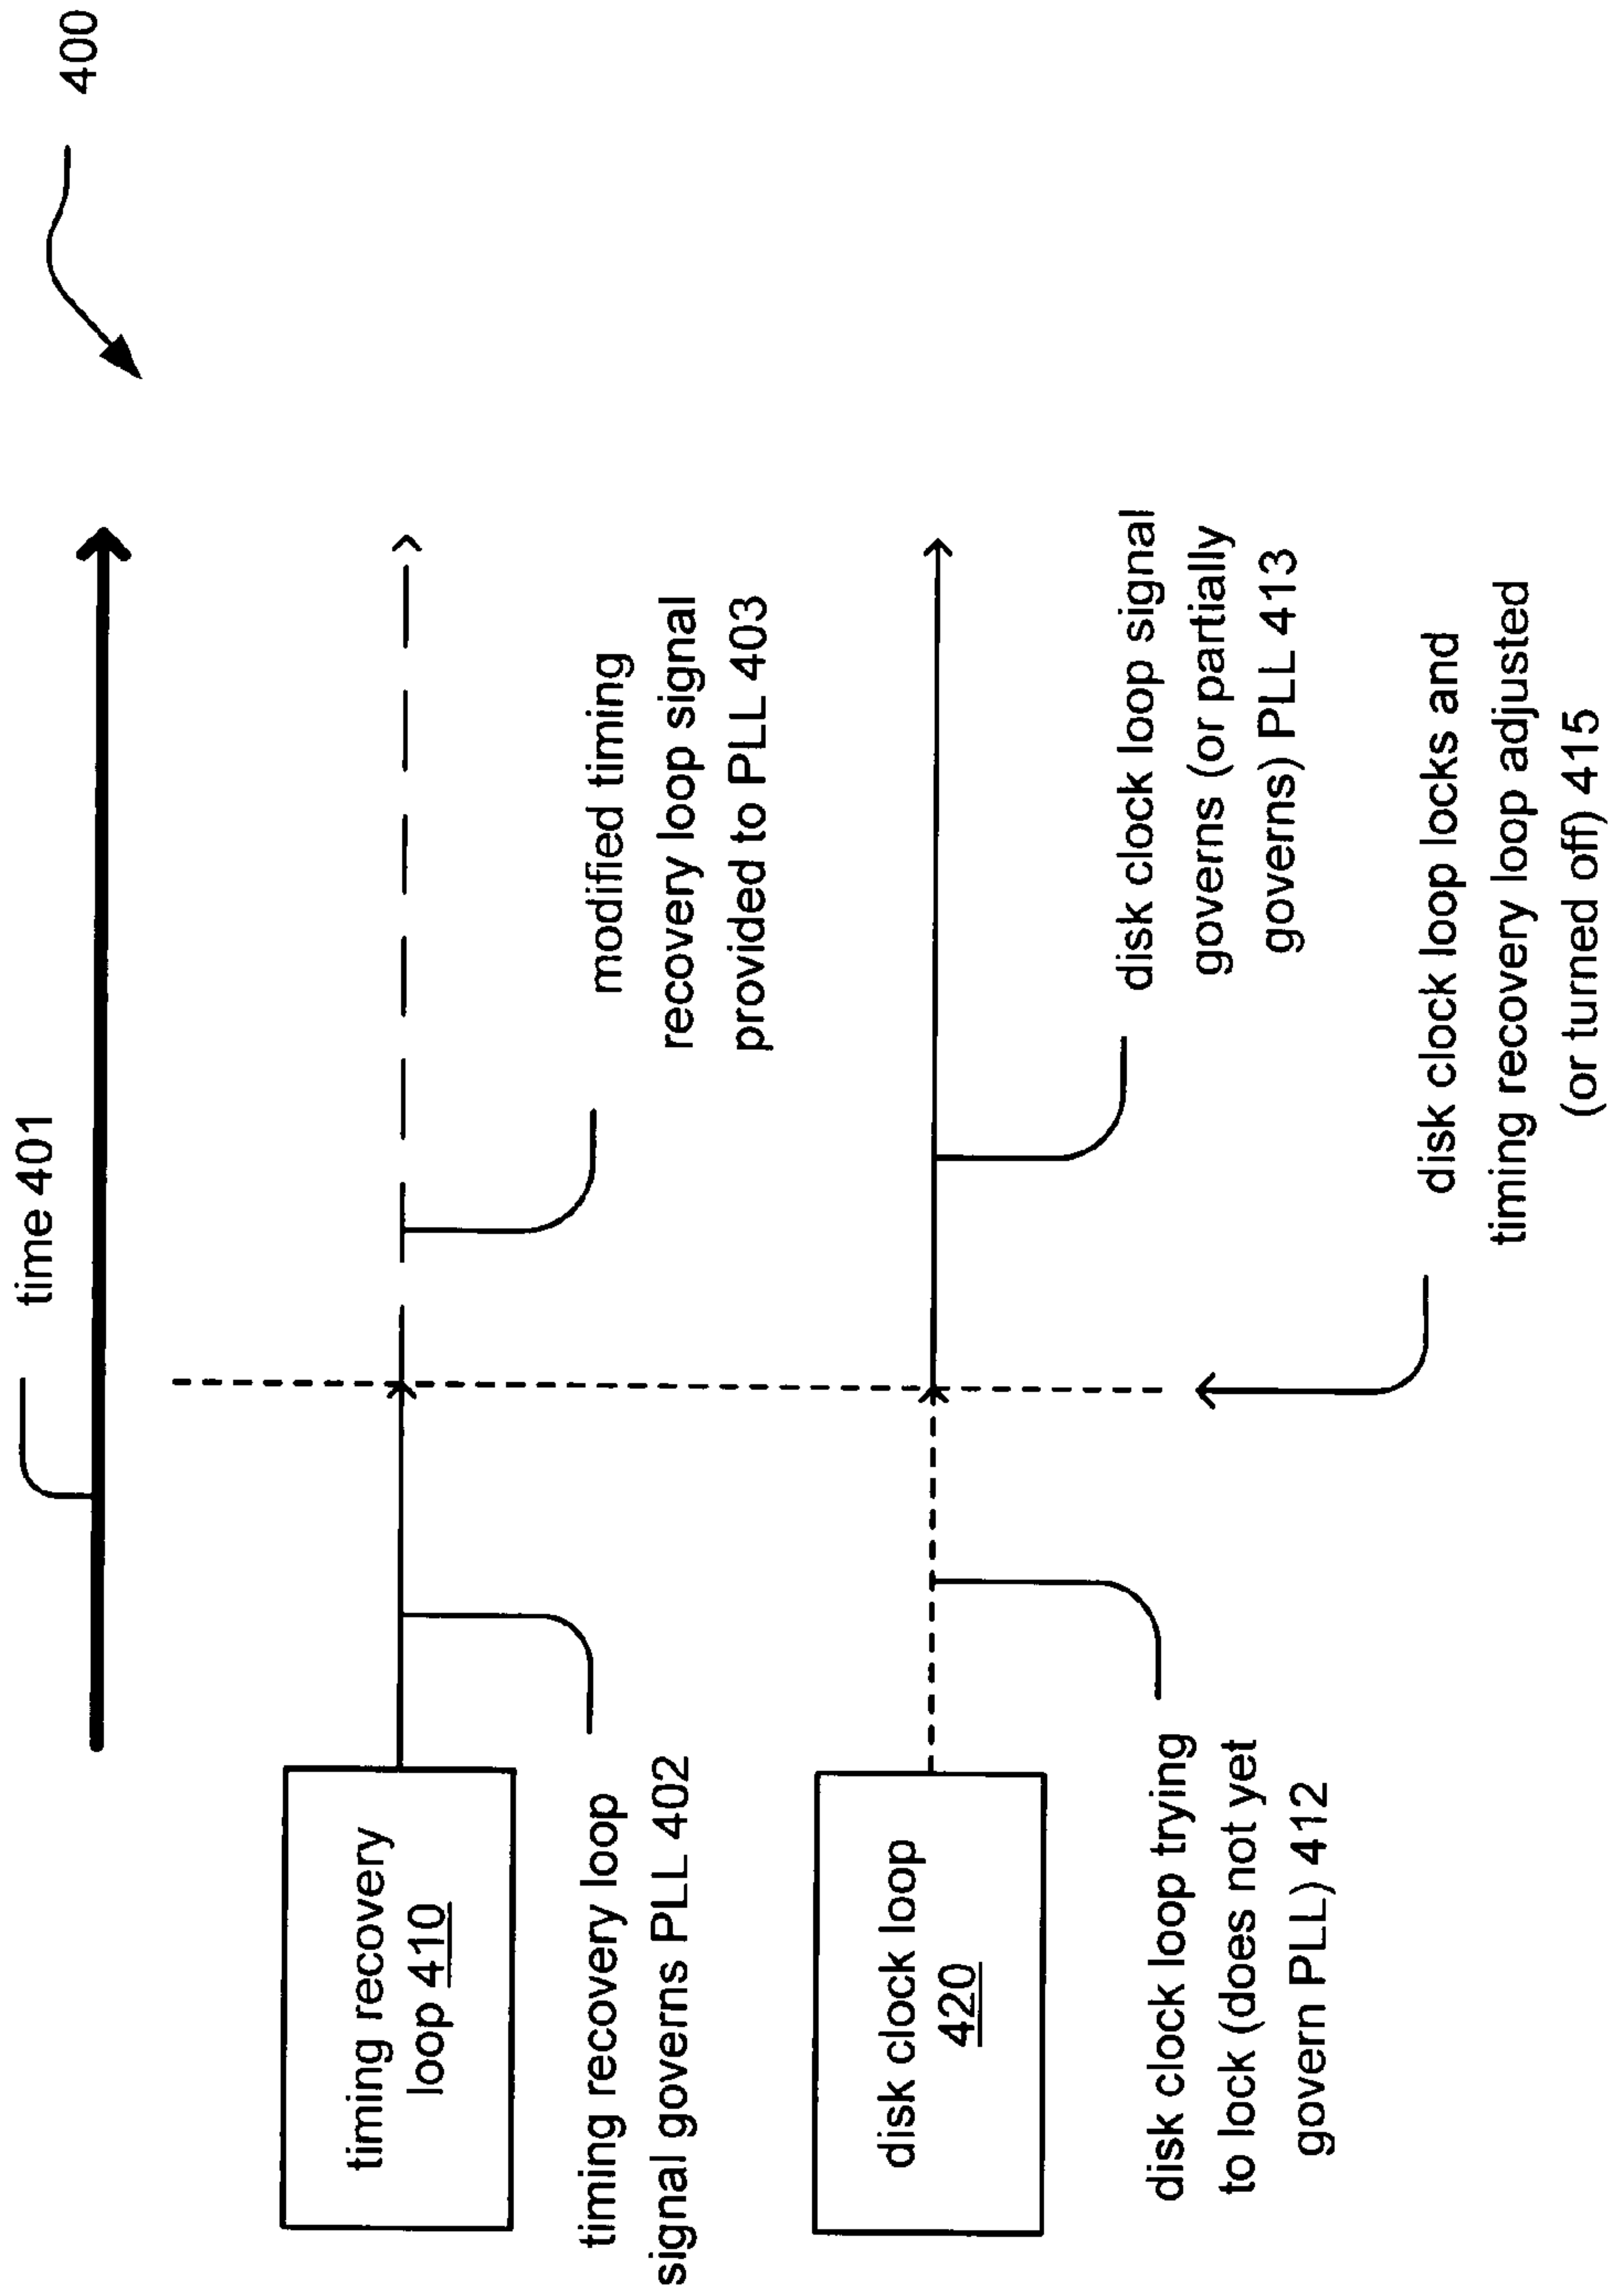 400
time 401
timing recovery
loop 410
timing recovery loop
signal governs PLL 402
modified timing
recovery loop signal
provided to PLL 403
disk clock loop
420
disk clock loop trying
to lock (does not yet
govern PLL) 412
disk clock loop signal
governs (or partially
governs) PLL 413
disk clock loop locks and
timing recovery loop adjusted
(or turned off) 415